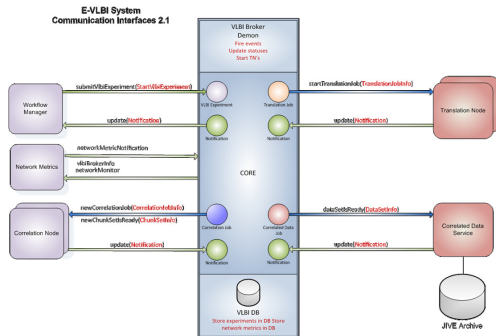 E-VLBI System
Communication Interfaces 2.1
VLBI Broker
Demon
Fire events
Update statuses
Start TN's
submitVlbiExperiment(StartVlbiExperiment)
VLBI Experiment
Translation Job
startTranslationJob(TranslationJobInfo)
Workflow
Manager
Translation Node
update(Notification)
Notification
Notification
update(Notification)
networkMetricNotification
Network Metrics
vlbiBrokerInfo
networkMonitor
CORE
newCorrelationJob(CorrelationJobInfo)
newChunkSetIsReady(ChunkSetInfo)
Correlation Job
Correlated Data
Job
dataSetIsReady(DataSetInfo)
Correlation Node
Correlated Data
Service
update(Notification)
Notification
Notification
update(Notification)
VLBI DB
Store experiments in DB Store
network metrics in DB
JIVE Archive